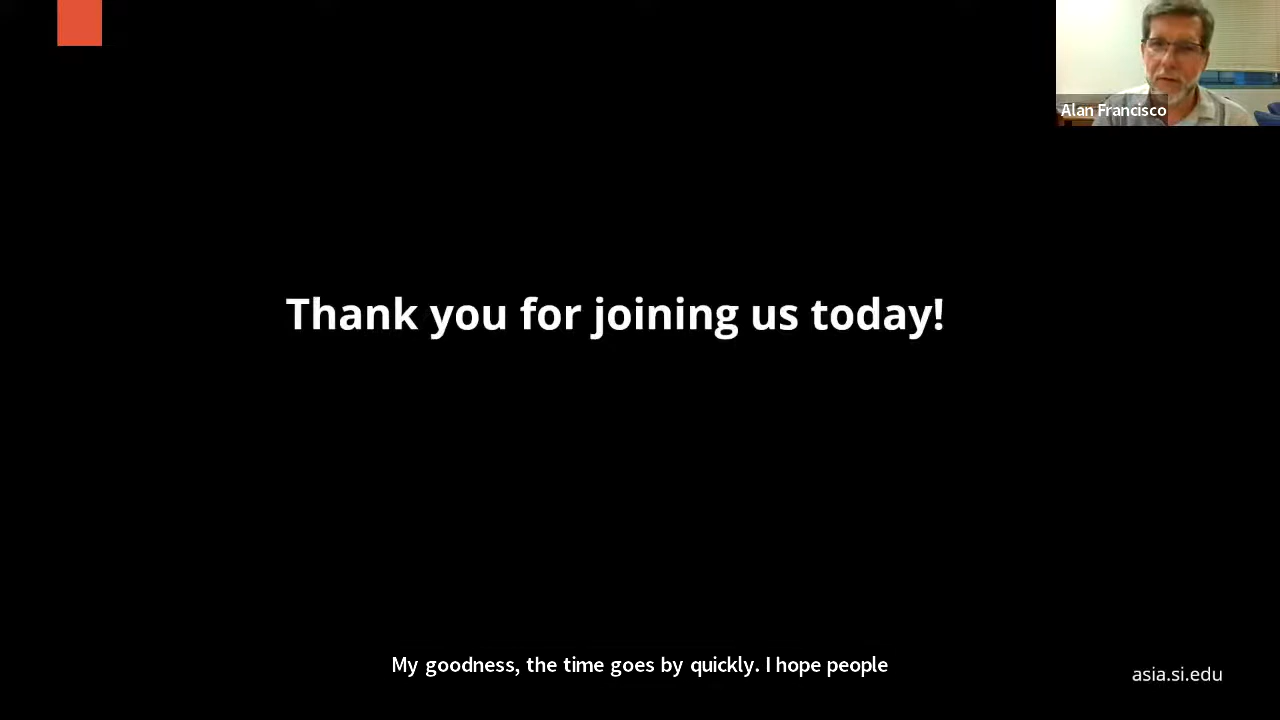 Alan Francisco
Thank you for joining us today!
My goodness, the time goes by quickly. I hope people
asia.si.edu